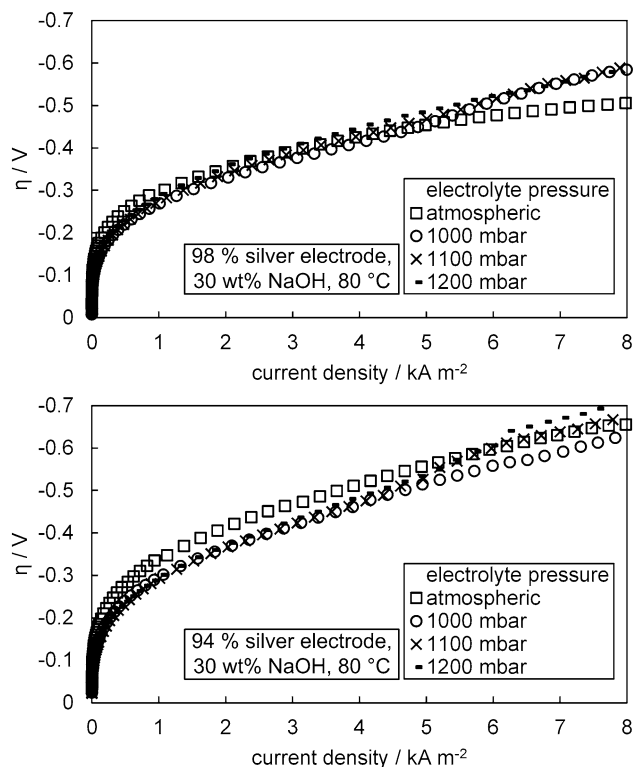 -0.7
-0.6
-0.5
-0.4
-0.3
-0.2
-0.1
0
η / V
electrolyte pressure
atmospheric
1000 mbar
1100 mbar
1200 mbar
98 % silver electrode,
30 wt% NaOH, 80 °C
0 1 2 3 4 5 6 7 8
current density / kA m⁻²
-0.7
-0.6
-0.5
-0.4
-0.3
-0.2
-0.1
0
η / V
electrolyte pressure
atmospheric
1000 mbar
1100 mbar
1200 mbar
94 % silver electrode,
30 wt% NaOH, 80 °C
0 1 2 3 4 5 6 7 8
current density / kA m⁻²